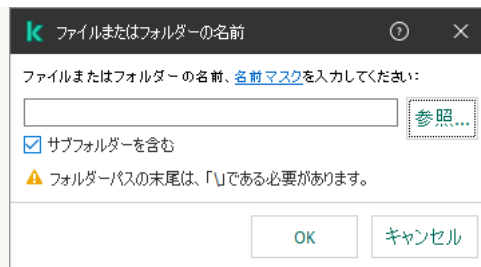 ファイルまたはフォルダーの名前
ファイルまたはフォルダーの名前、名前マスクを入力してください:
参照...
サブフォルダーを含む
フォルダーパスの末尾は、「\」である必要があります。
OK
キャンセル